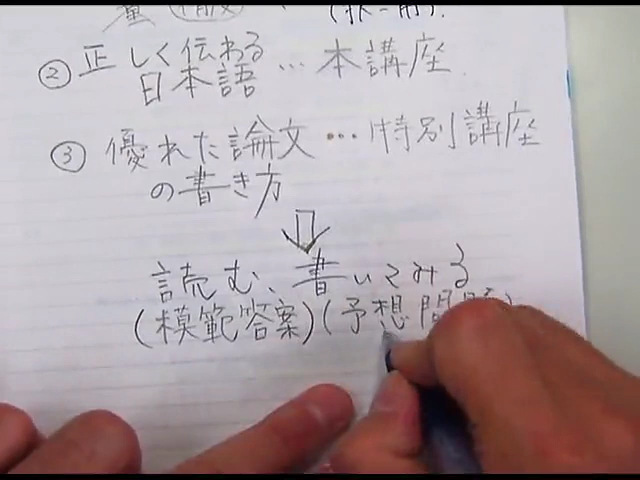 ② 正しく伝わる … 本講座
日本語
③ 優れた論文 … 特別講座
の書き方
読む、書いてみる
(模範答案)(予想問題)